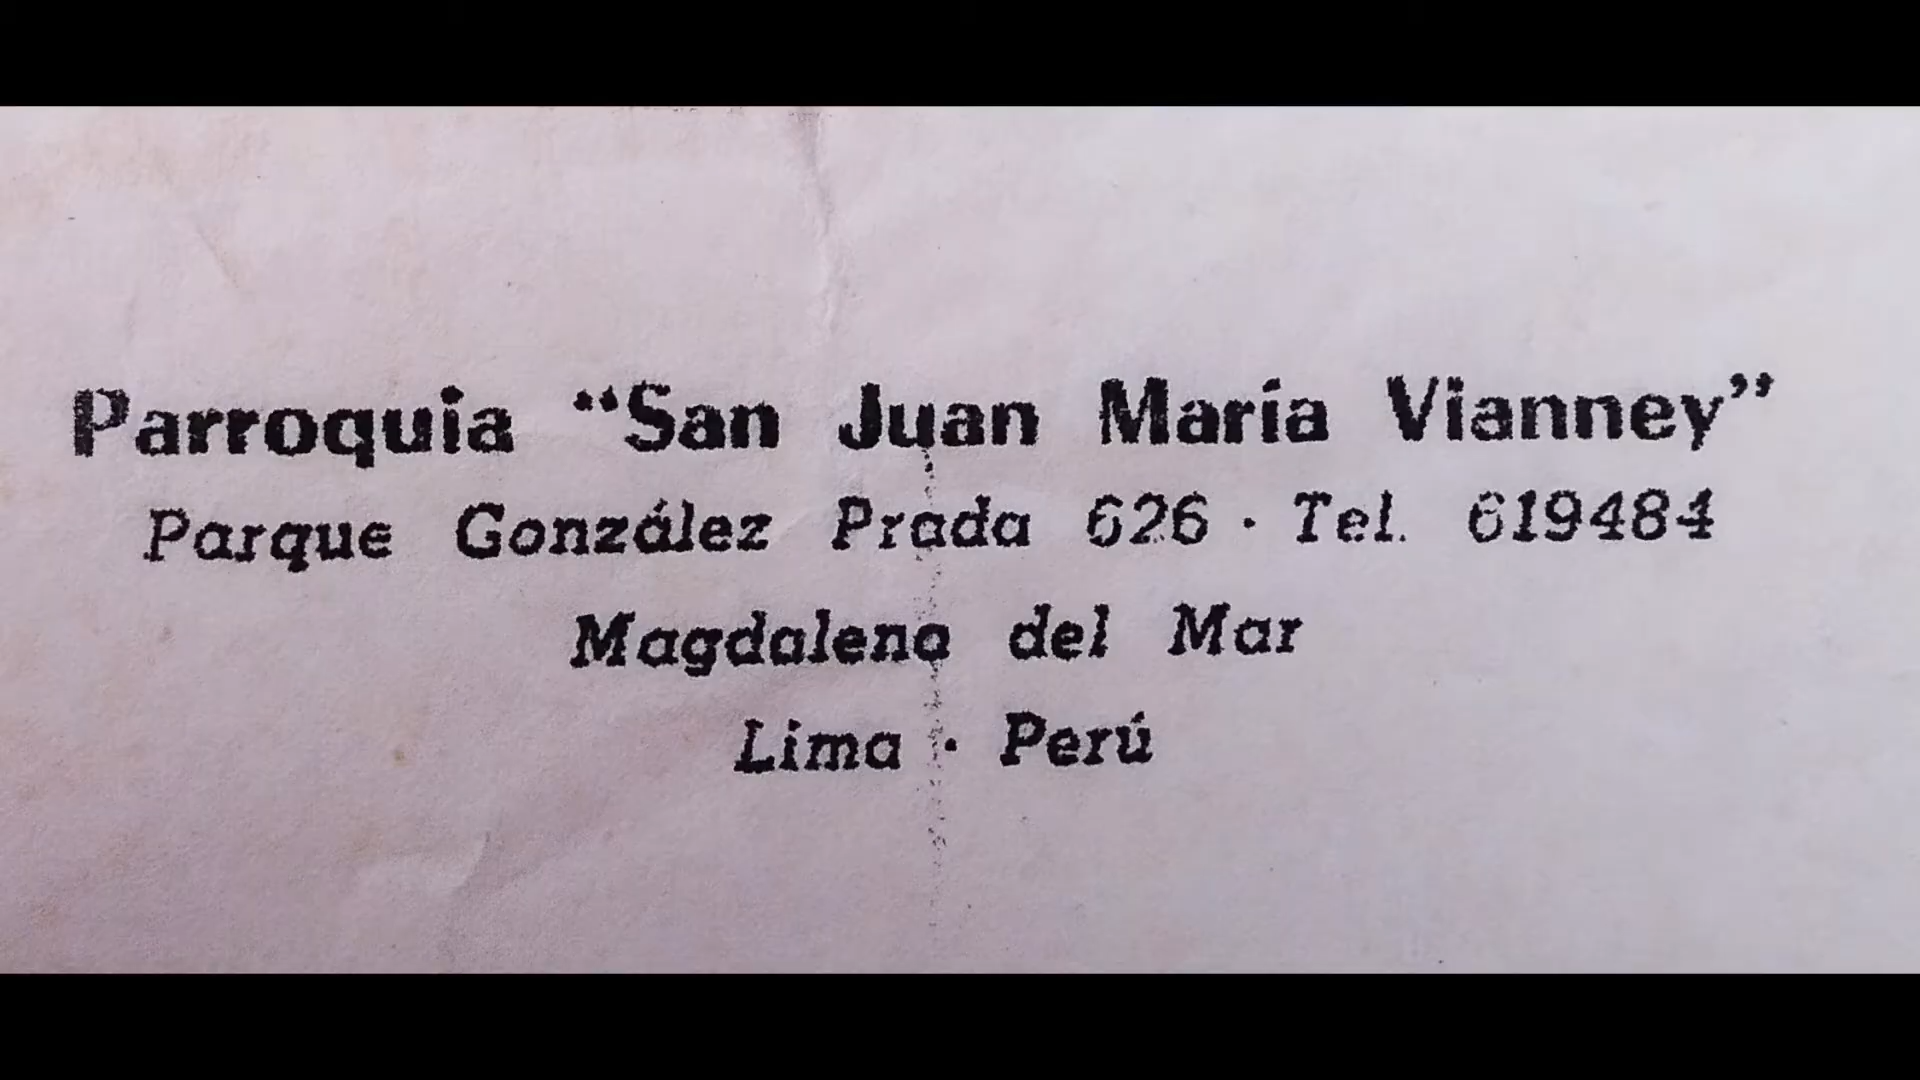 Parroquia “San Juan María Vianney”
Parque González Prada 626 · Tel. 619484
Magdalena del Mar
Lima · Perú